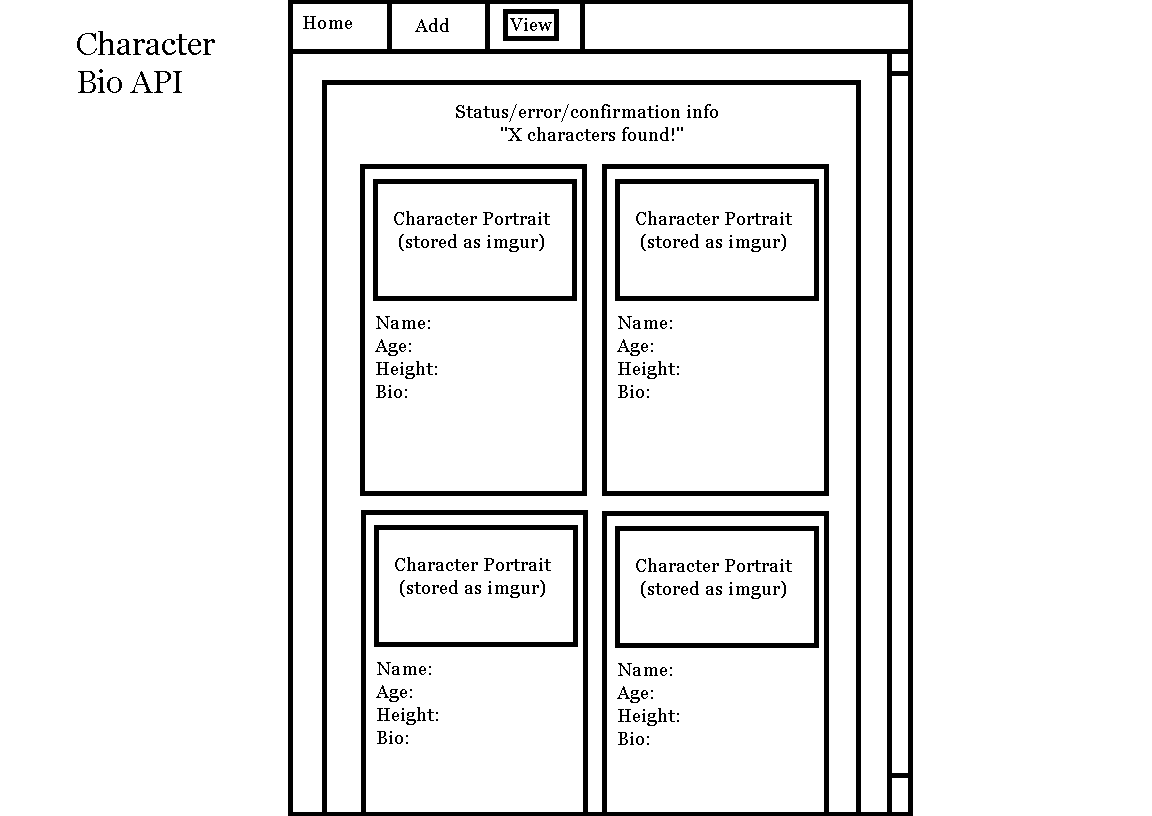 Character
Bio API
Home
Add
View
Status/error/confirmation info
"X characters found!"
Character Portrait
(stored as imgur)
Name:
Age:
Height:
Bio:
Character Portrait
(stored as imgur)
Name:
Age:
Height:
Bio:
Character Portrait
(stored as imgur)
Name:
Age:
Height:
Bio:
Character Portrait
(stored as imgur)
Name:
Age:
Height:
Bio: